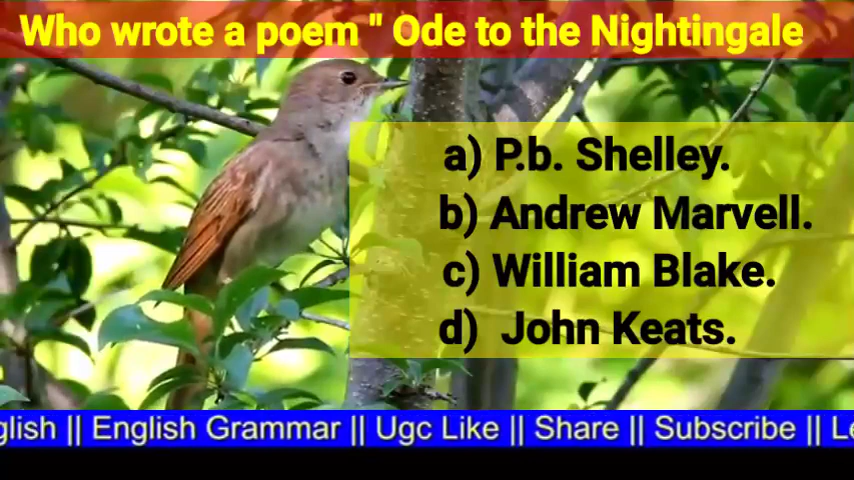 Who wrote a poem " Ode to the Nightingale
a) P.b. Shelley.
b) Andrew Marvell.
c) William Blake.
d) John Keats.
glish || English Grammar || Ugc Like || Share || Subscribe || Le